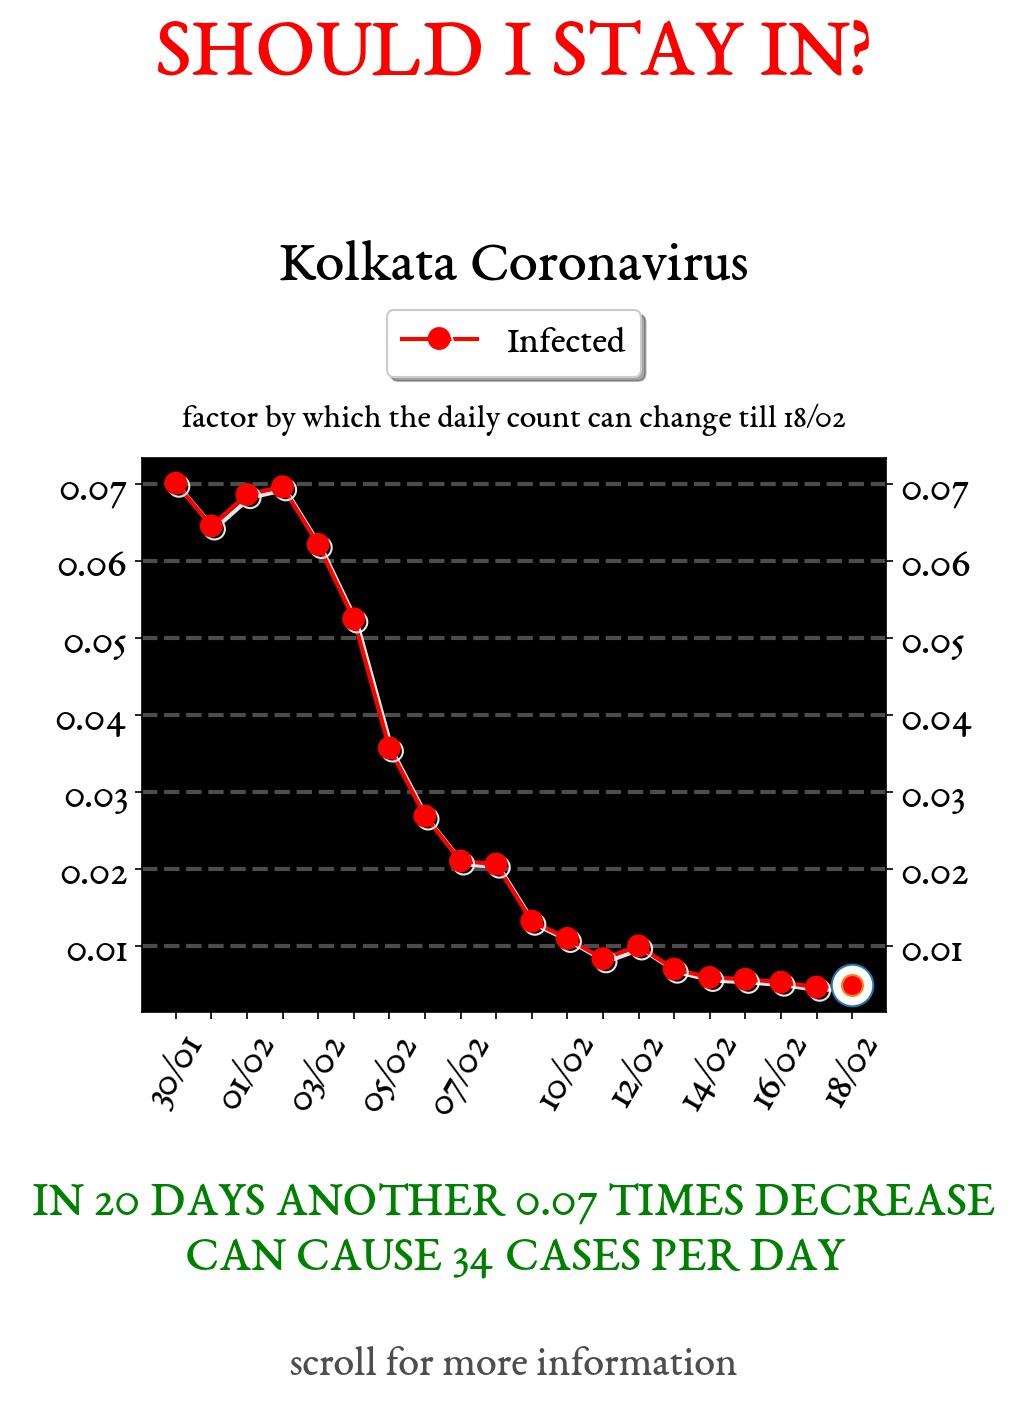 SHOULD I STAY IN?
Kolkata Coronavirus
Infected
factor by which the daily count can change till 18/02
0.07 0.07
0.06 0.06
0.05 0.05
0.04 0.04
0.03 0.03
0.02 0.02
0.01 0.01
30/01 01/02 03/02 05/02 07/02 10/02 12/02 14/02 16/02 18/02
IN 20 DAYS ANOTHER 0.07 TIMES DECREASE
CAN CAUSE 34 CASES PER DAY
scroll for more information